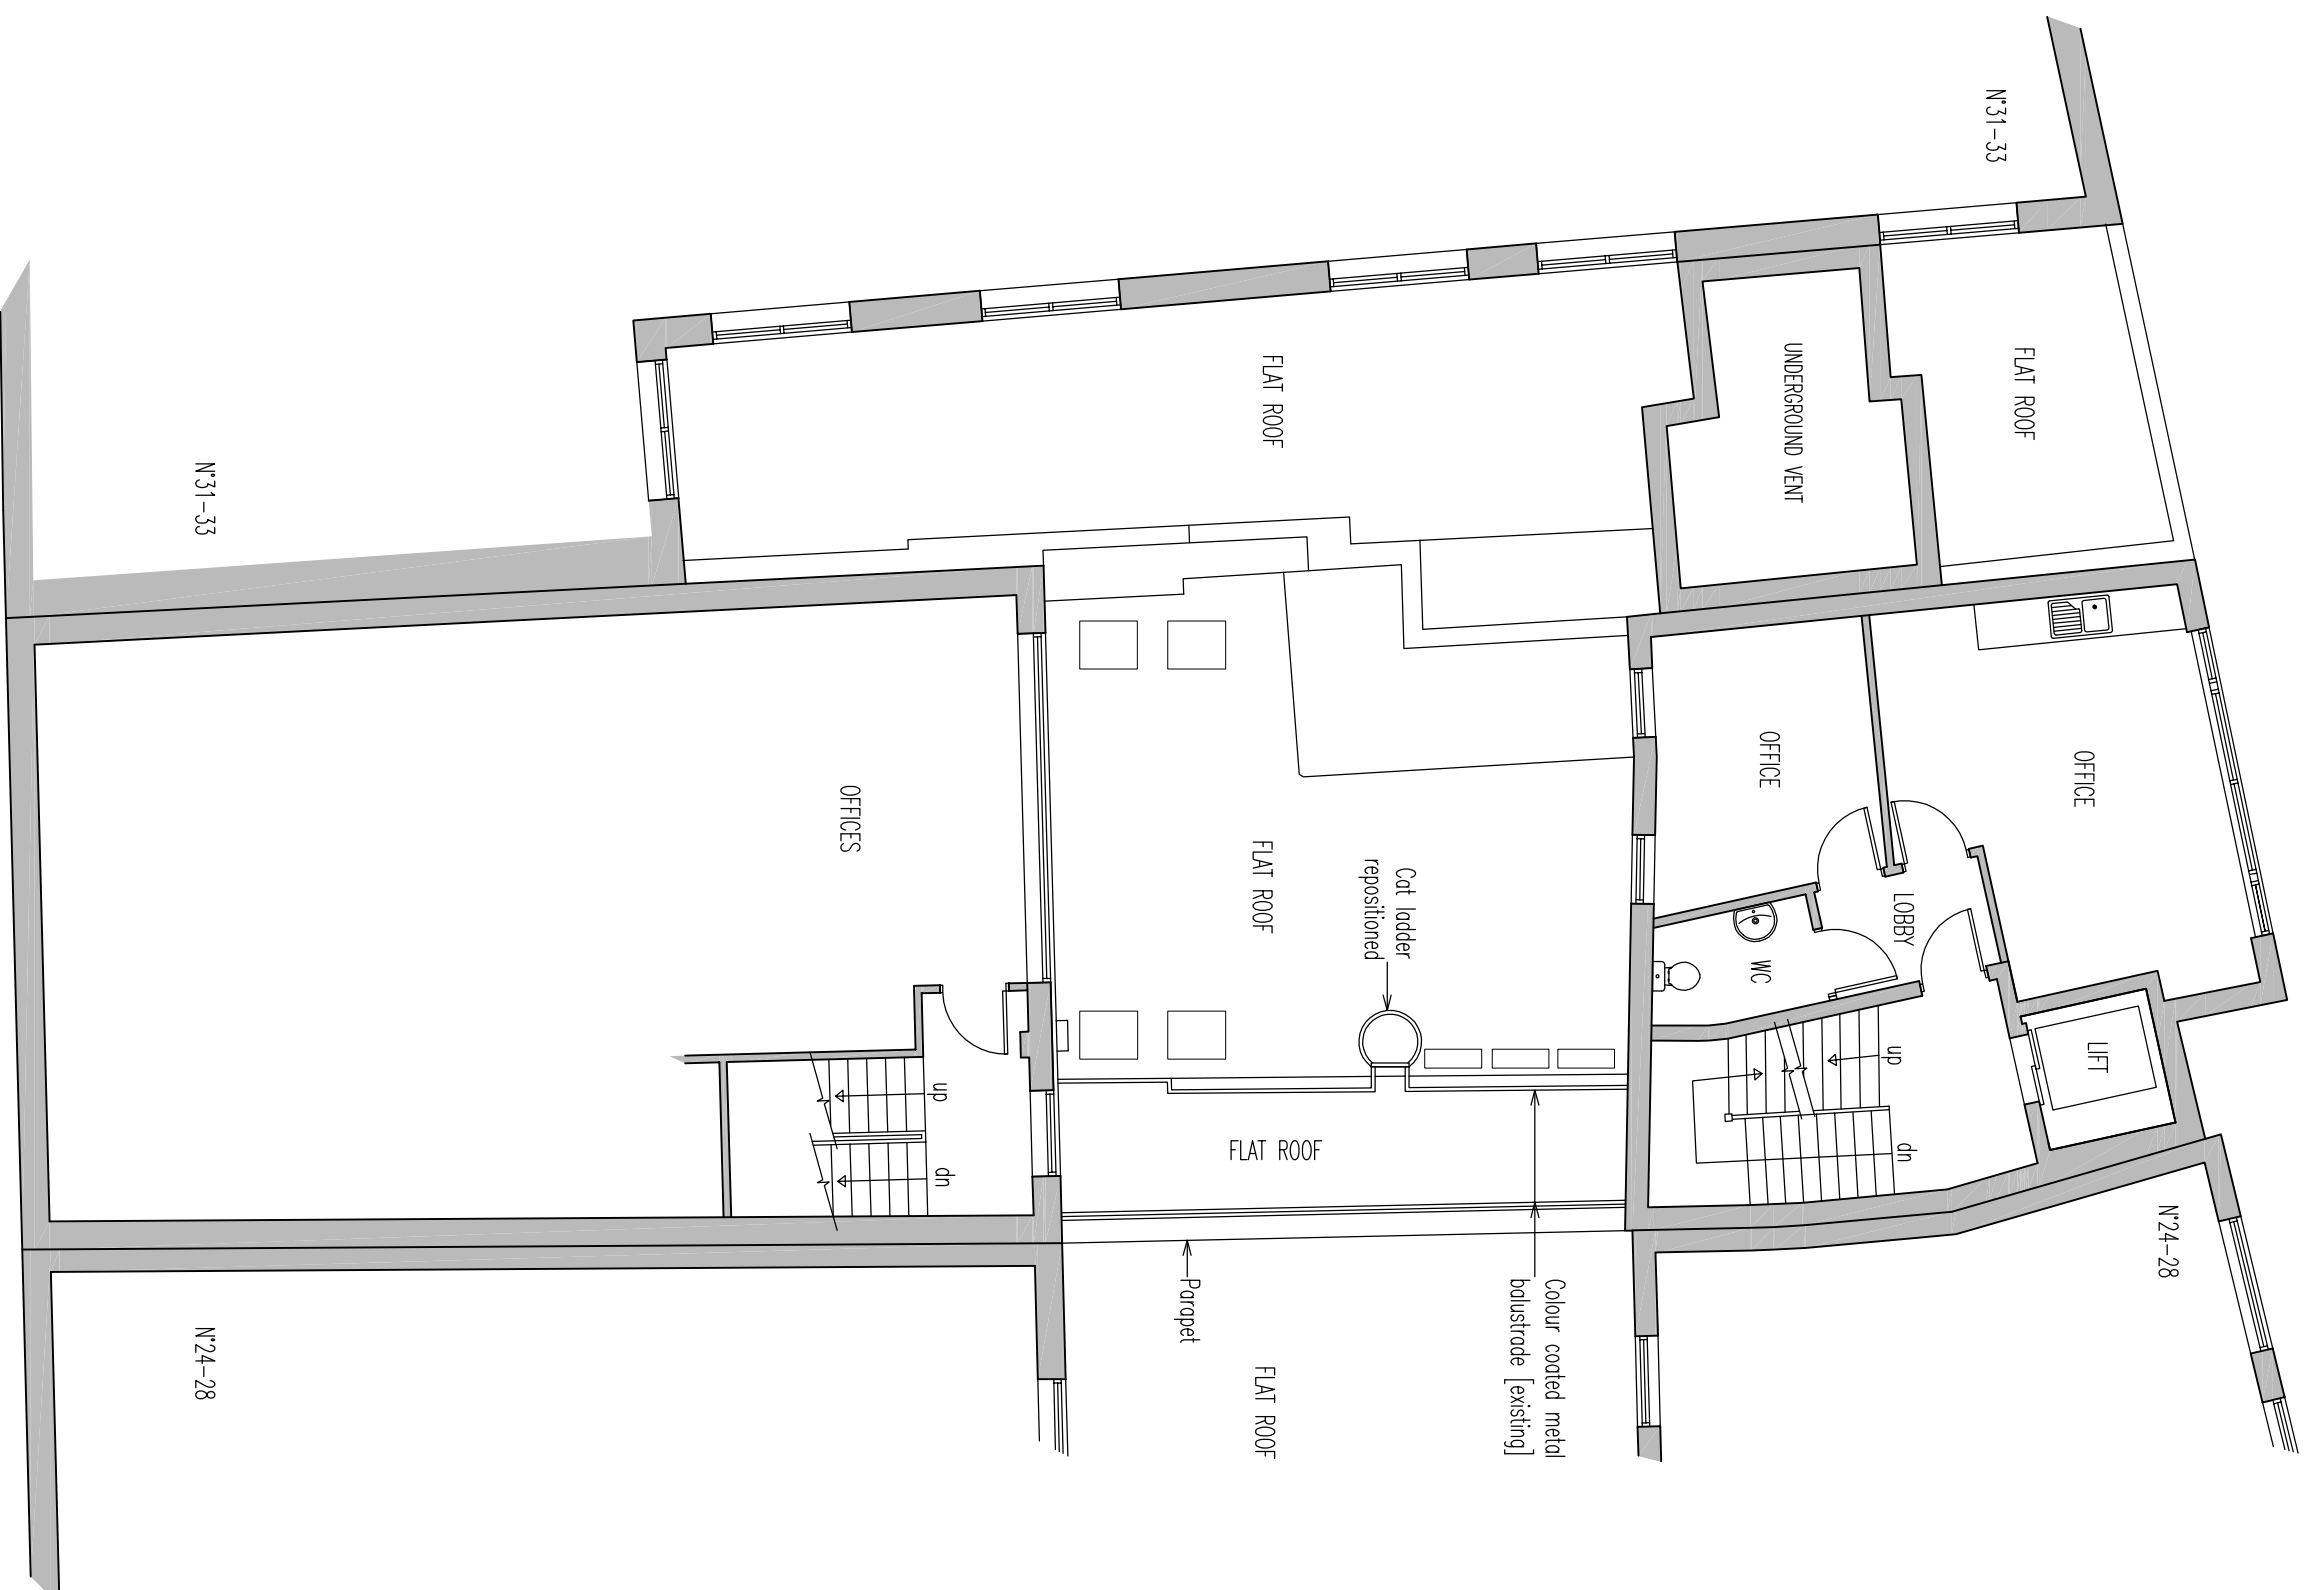 N°31-33
FLAT ROOF
UNDERGROUND VENT
FLAT ROOF
N°31-33
OFFICE
OFFICE
LOBBY
WC
LIFT
up
dn
N°24-28
OFFICES
up
dn
FLAT ROOF
Cat ladder
repositioned
FLAT ROOF
Parapet
Colour coated metal
balustrade [existing]
FLAT ROOF
N°24-28